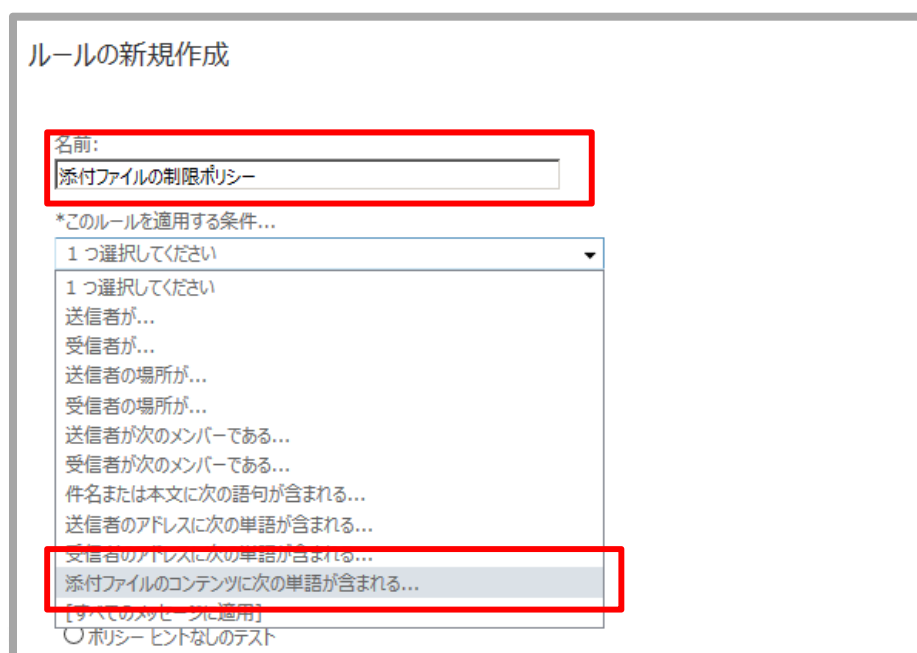 ルールの新規作成
名前:
添付ファイルの制限ポリシー
*このルールを適用する条件...
1 つ選択してください
1 つ選択してください
送信者が...
受信者が...
送信者の場所が...
受信者の場所が...
送信者が次のメンバーである...
受信者が次のメンバーである...
件名または本文に次の語句が含まれる...
送信者のアドレスに次の単語が含まれる...
受信者のアドレスに次の単語が含まれる...
添付ファイルのコンテンツに次の単語が含まれる...
[すべてのメッセージに適用]
ポリシー ヒントなしのテスト